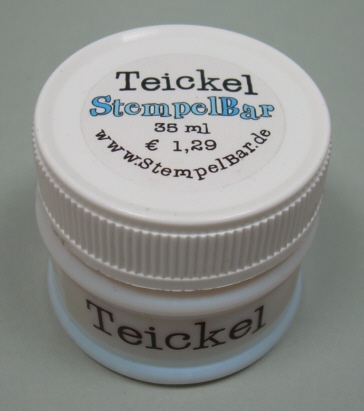 Teickel
StempelBar
35 ml
€ 1,29
www.StempelBar.de
Teickel